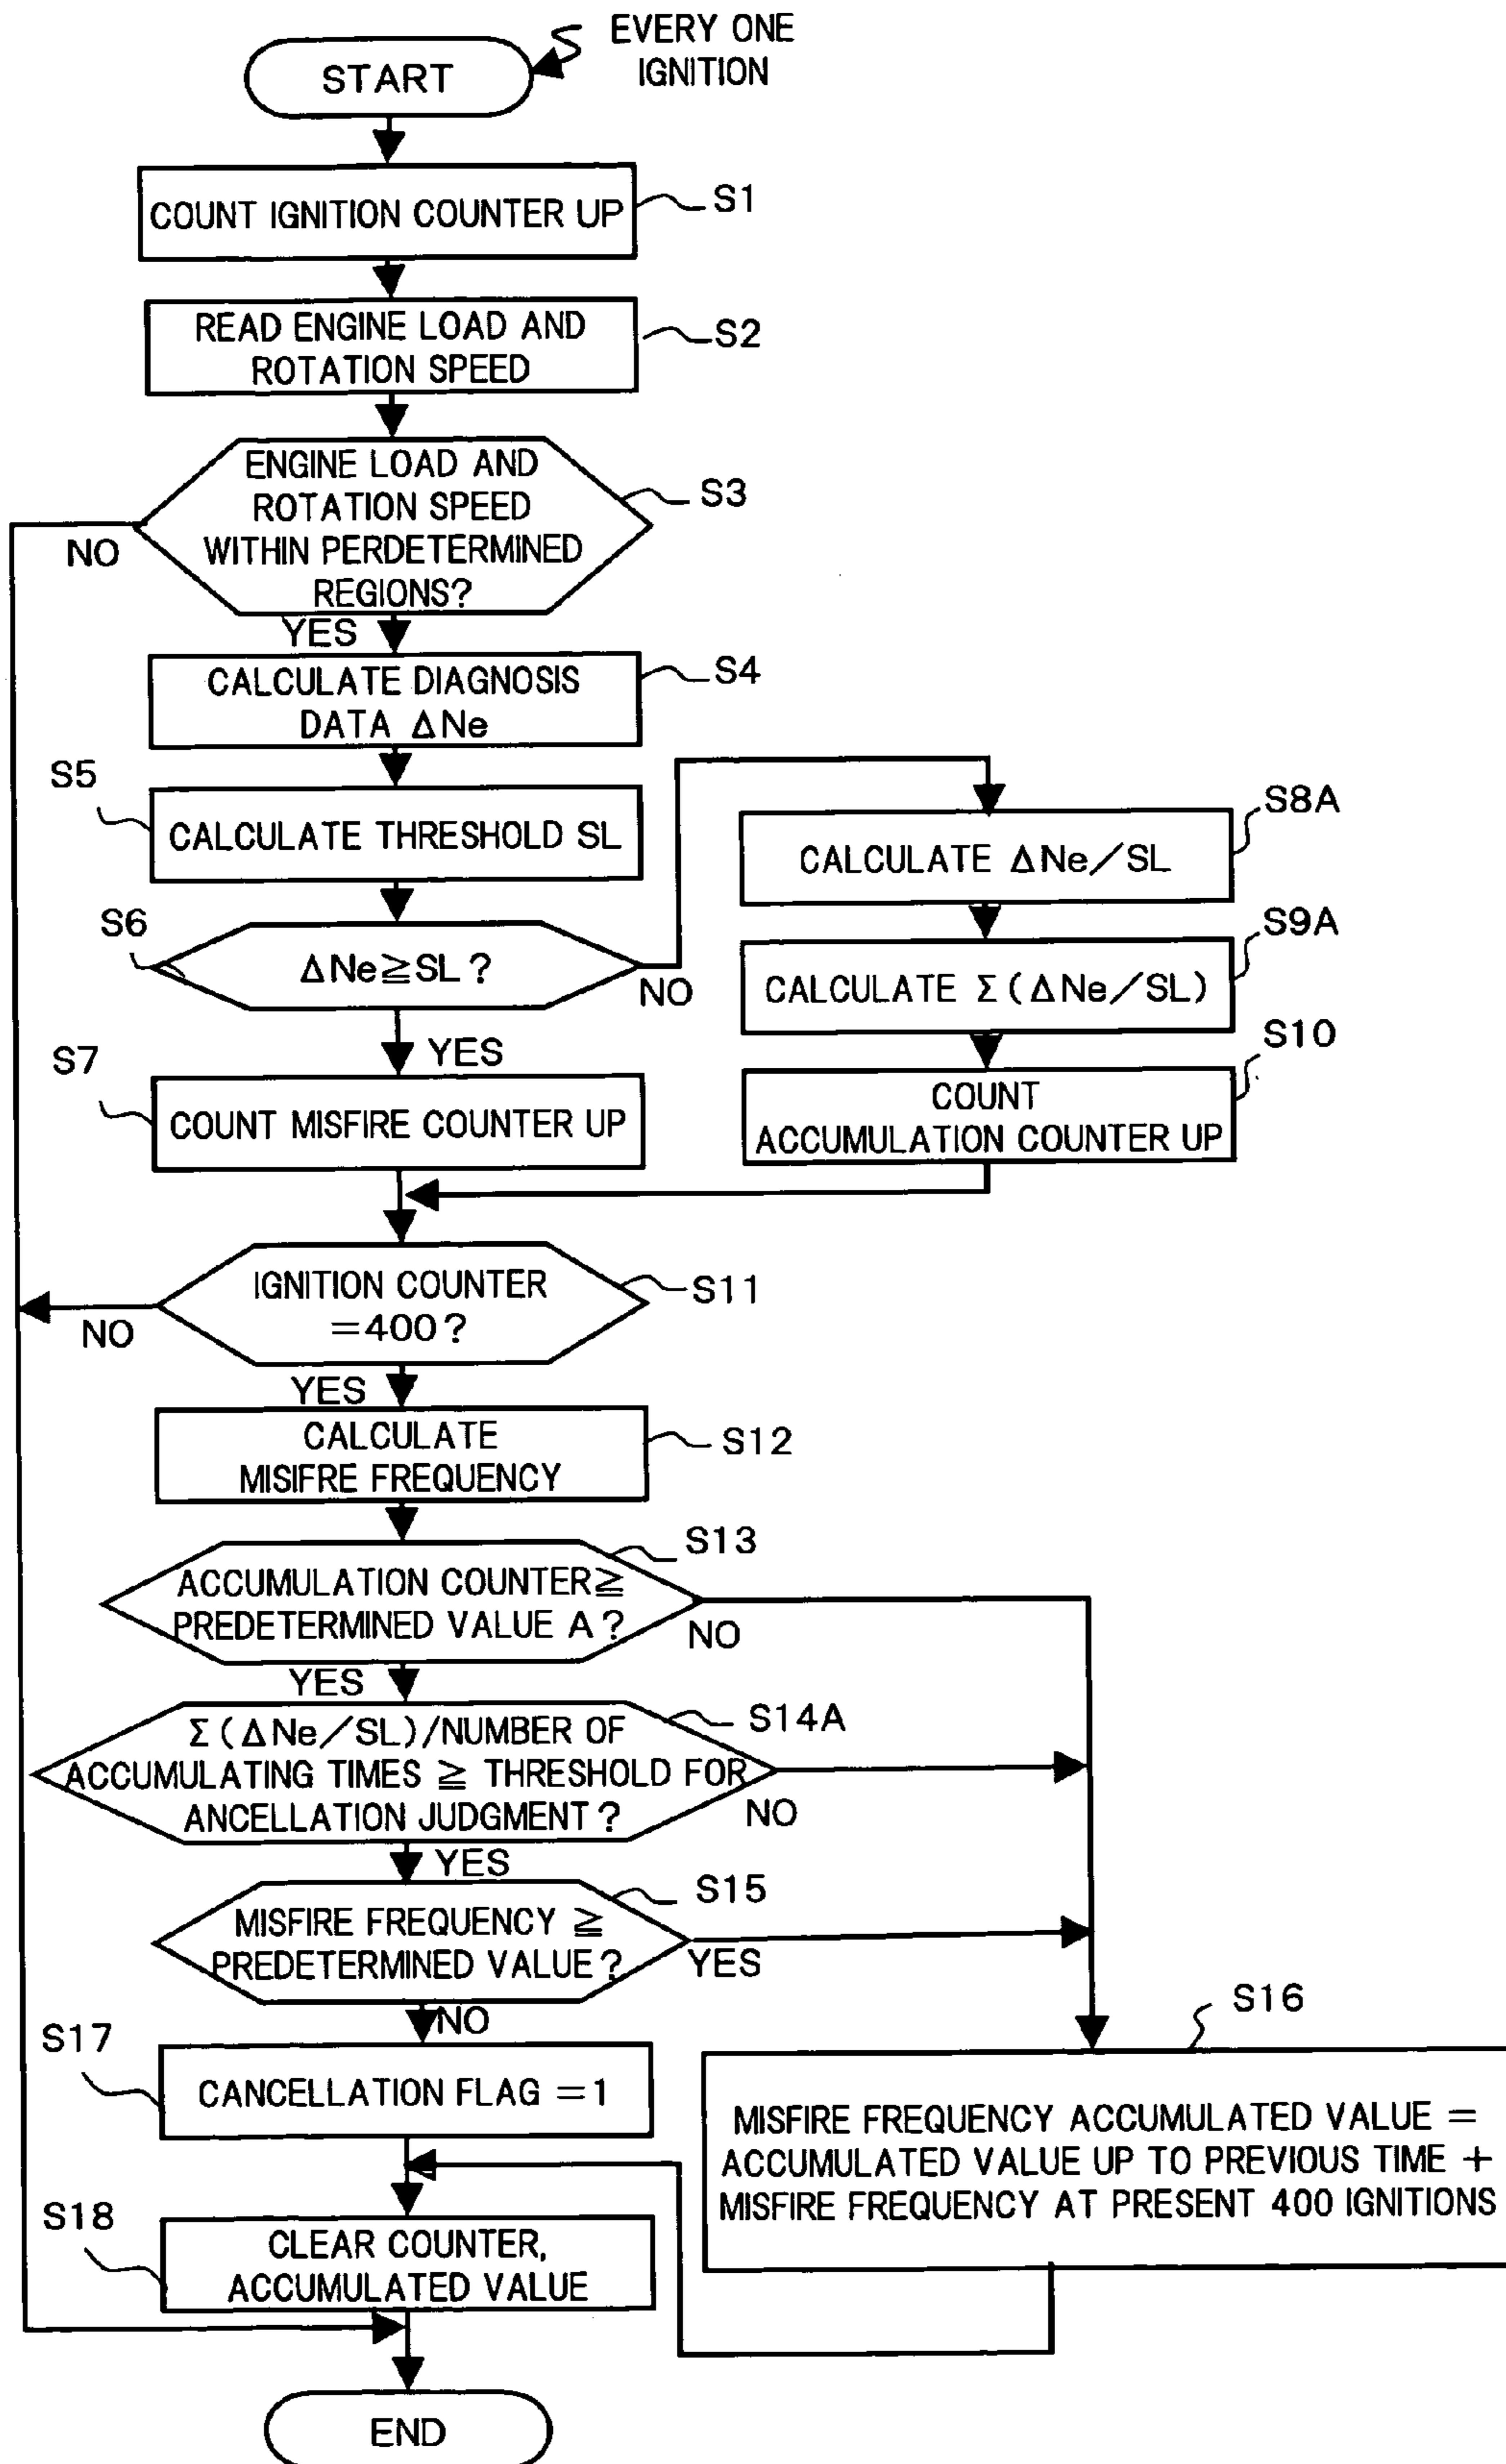 EVERY ONE
IGNITION
START
COUNT IGNITION COUNTER UP
S1
READ ENGINE LOAD AND
ROTATION SPEED
S2
ENGINE LOAD AND
ROTATION SPEED
WITHIN PERDETERMINED
REGIONS?
S3
NO
YES
CALCULATE DIAGNOSIS
DATA ΔNe
S4
S5
CALCULATE THRESHOLD SL
S6
ΔNe≧SL?
NO
YES
S7
COUNT MISFIRE COUNTER UP
CALCULATE ΔNe/SL
S8A
CALCULATE Σ(ΔNe/SL)
S9A
COUNT
ACCUMULATION COUNTER UP
S10
IGNITION COUNTER
=400?
S11
NO
YES
CALCULATE
MISIFRE FREQUENCY
S12
ACCUMULATION COUNTER≧
PREDETERMINED VALUE A?
S13
NO
YES
Σ(ΔNe/SL)/NUMBER OF
ACCUMULATING TIMES ≧ THRESHOLD FOR
ANCELLATION JUDGMENT?
S14A
NO
YES
MISFIRE FREQUENCY ≧
PREDETERMINED VALUE?
S15
YES
NO
S16
MISFIRE FREQUENCY ACCUMULATED VALUE =
ACCUMULATED VALUE UP TO PREVIOUS TIME +
MISFIRE FREQUENCY AT PRESENT 400 IGNITIONS
S17
CANCELLATION FLAG =1
S18
CLEAR COUNTER,
ACCUMULATED VALUE
END